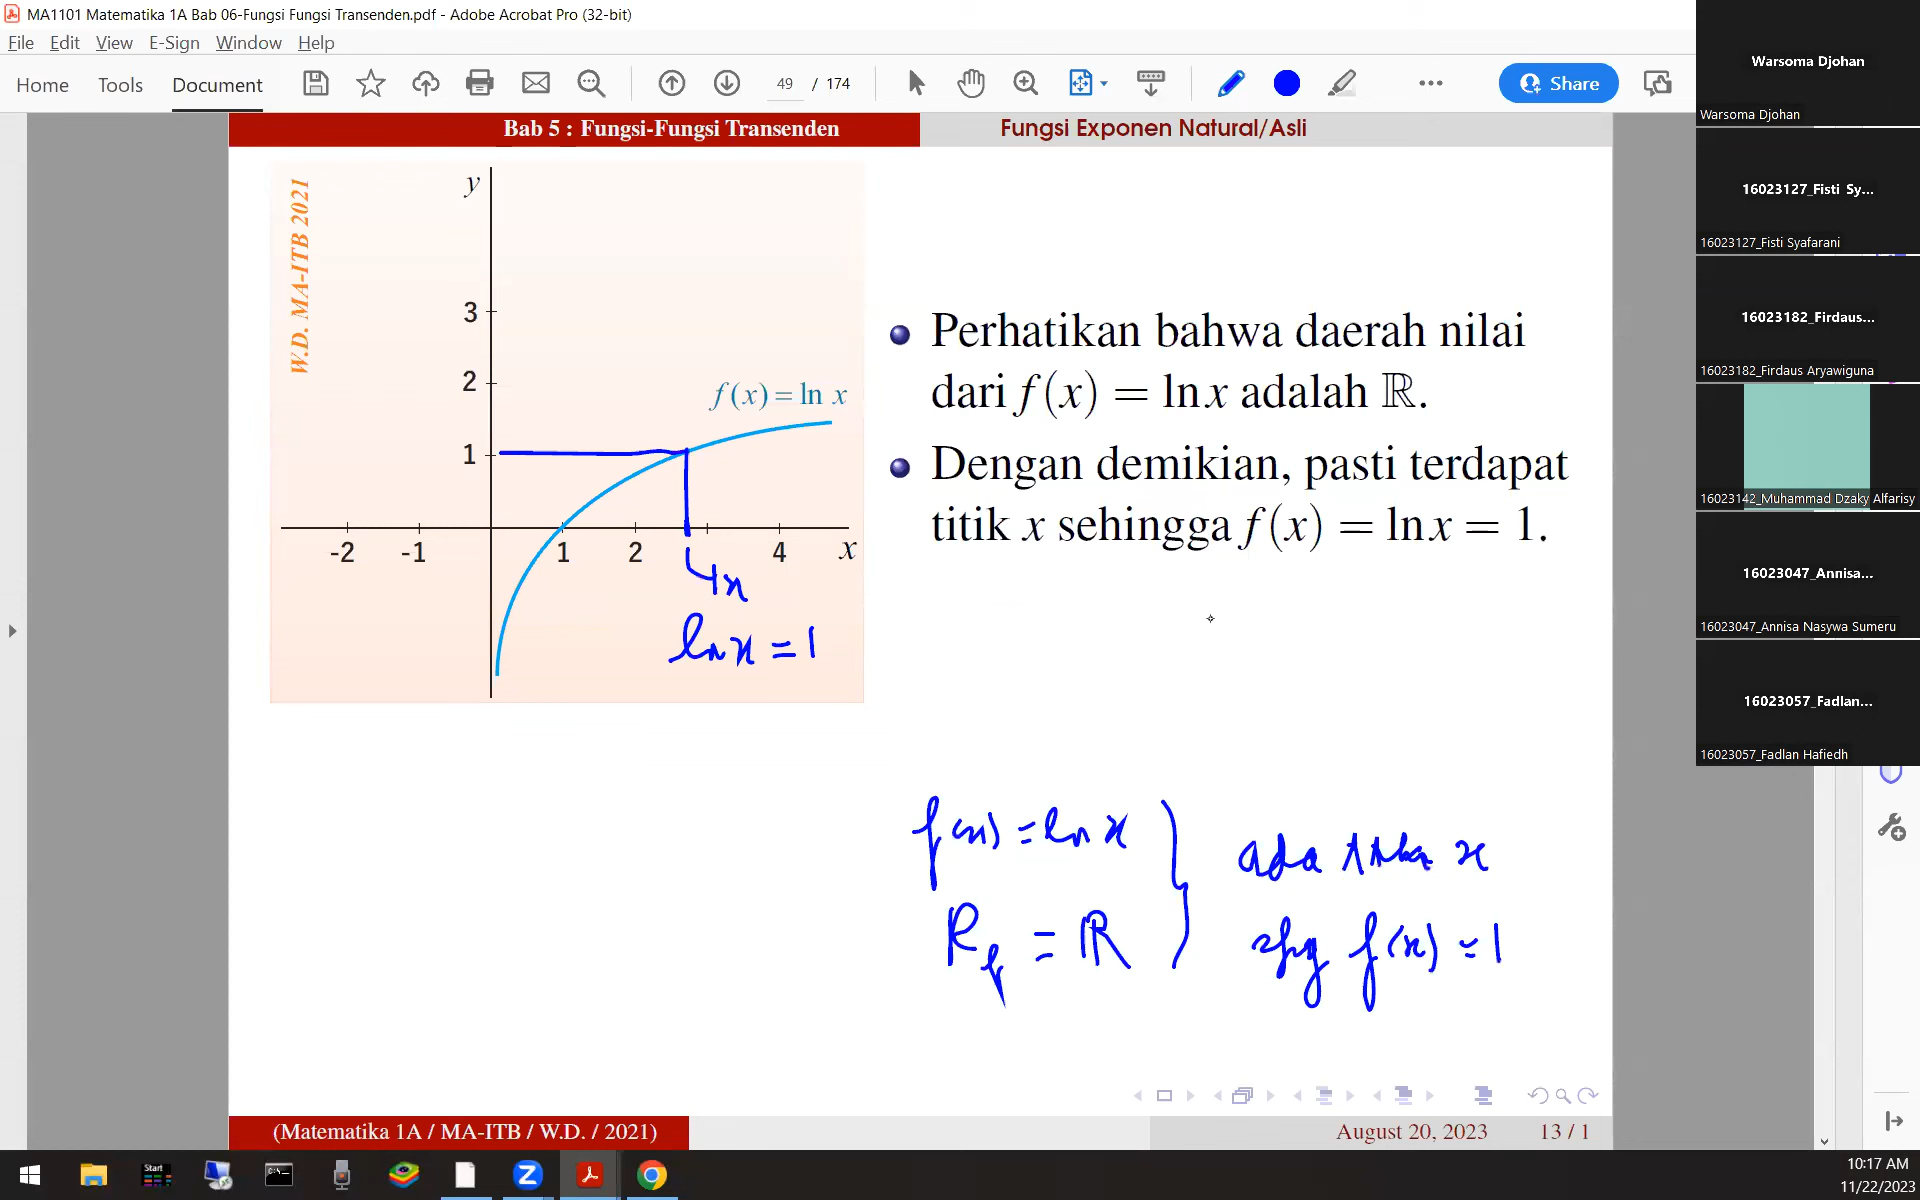 MA1101 Matematika 1A Bab 06-Fungsi Fungsi Transenden.pdf - Adobe Acrobat Pro (32-bit)
File Edit View E-Sign Window Help
Home Tools Document 49 / 174 Share
Bab 5 : Fungsi-Fungsi Transenden
Fungsi Exponen Natural/Asli
W.D. MA-ITB 2021
y
3
2
1
f(x) = ln x
-2 -1 1 2 4 x
x
ln x = 1
Perhatikan bahwa daerah nilai
dari f(x) = ln x adalah ℝ.
Dengan demikian, pasti terdapat
titik x sehingga f(x) = ln x = 1.
f(x) = ln x
R_f = ℝ
ada x
f(x) = 1
(Matematika 1A / MA-ITB / W.D. / 2021)
August 20, 2023 13 / 1
Warsoma Djohan
Warsoma Djohan
16023127_Fisti Sy...
16023127_Fisti Syafarani
16023182_Firdaus...
16023182_Firdaus Aryawiguna
16023142_Muhammad Dzaky Alfarisy
16023047_Annisa...
16023047_Annisa Nasywa Sumeru
16023057_Fadlan...
16023057_Fadlan Hafiedh
Start
10:17 AM
11/22/2023